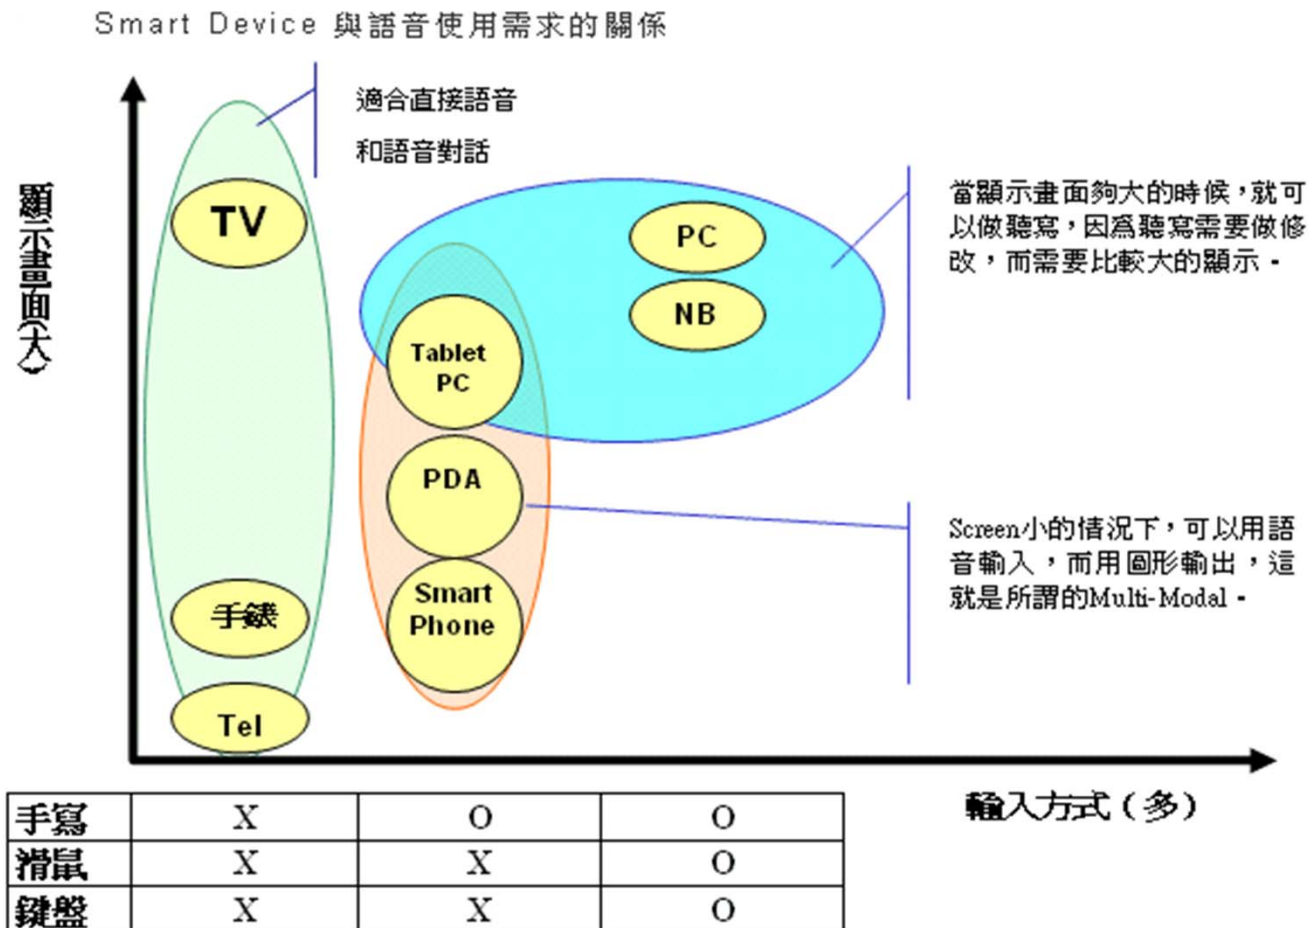 Smart Device 與語音使用需求的關係
適合直接語音
和語音對話
顯示畫面(大)
當顯示畫面夠大的時候，就可
以做聽寫，因為聽寫需要做修
改，而需要比較大的顯示。
TV
PC
NB
Tablet
PC
PDA
Screen小的情況下，可以用語
音輸入，而用圖形輸出，這
就是所謂的Multi-Modal。
Smart
Phone
手錶
Tel
輸入方式(多)
手寫 X O O
滑鼠 X X O
鍵盤 X X O